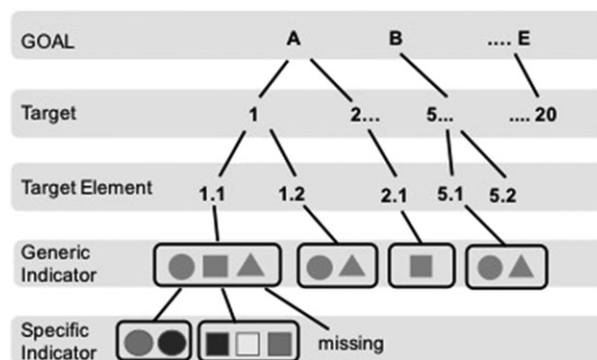 GOAL A B .... E
Target 1 2... 5... .... 20
Target Element 1.1 1.2 2.1 5.1 5.2
Generic
Indicator
Specific
Indicator missing